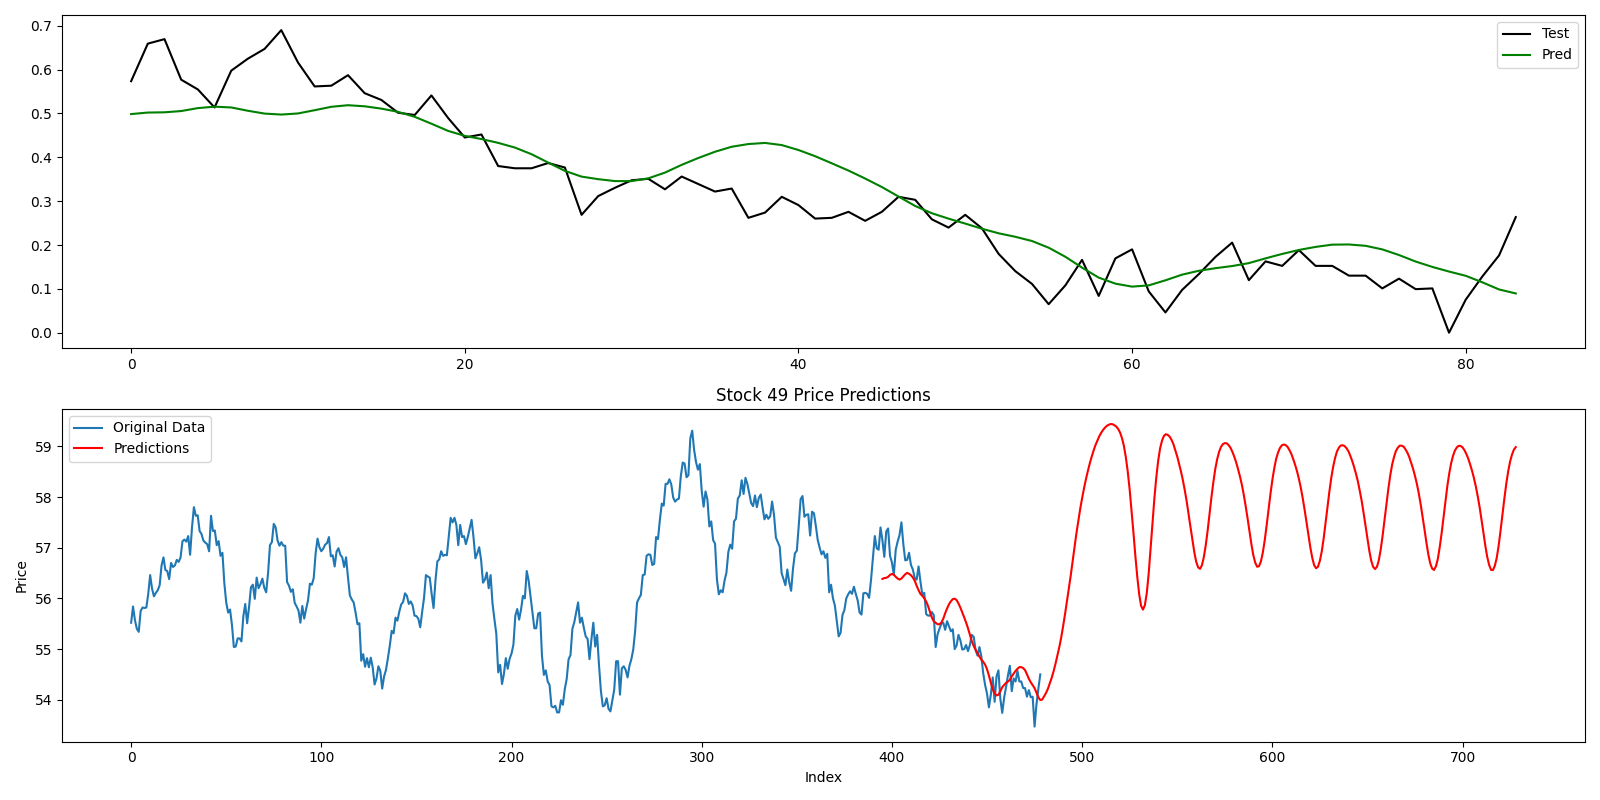 0.7
0.6
0.5
0.4
0.3
0.2
0.1
0.0
Test
Pred
0 20 40 60 80
Stock 49 Price Predictions
Original Data
Predictions
Price
59
58
57
56
55
54
0 100 200 300 400 500 600 700
Index